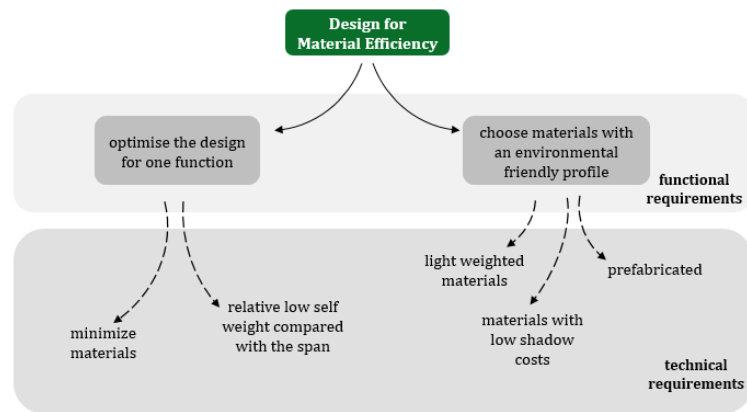 Design for
Material Efficiency
optimise the design
for one function
choose materials with
an environmental
friendly profile
functional
requirements
light weighted
materials
prefabricated
minimize
materials
relative low self
weight compared
with the span
materials with
low shadow
costs
technical
requirements